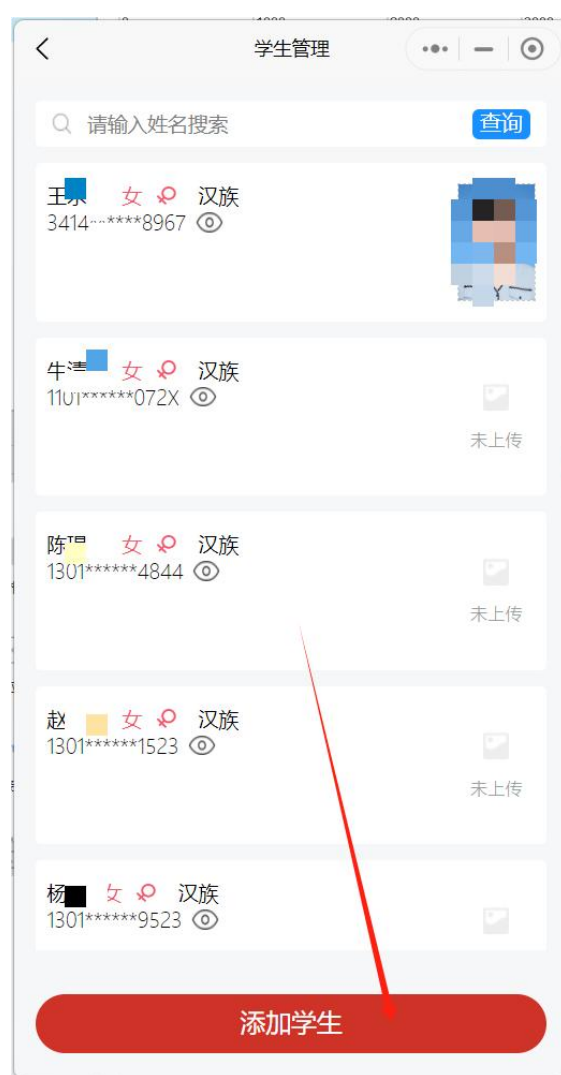 学生管理
请输入姓名搜索
查询
王 女 汉族
3414******8967
牛清 女 汉族
1101******072X
未上传
陈 女 汉族
1301******4844
未上传
赵 女 汉族
1301******1523
未上传
杨 女 汉族
1301******9523
添加学生